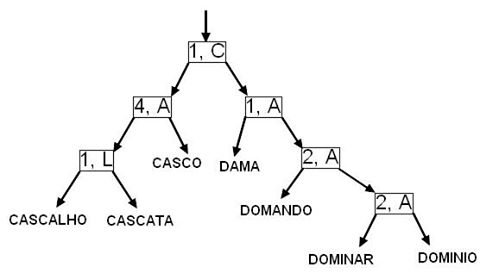 1, C
4, A
1, A
1, L
CASCO
DAMA
2, A
CASCALHO
CASCATA
DOMANDO
2, A
DOMINAR
DOMINIO